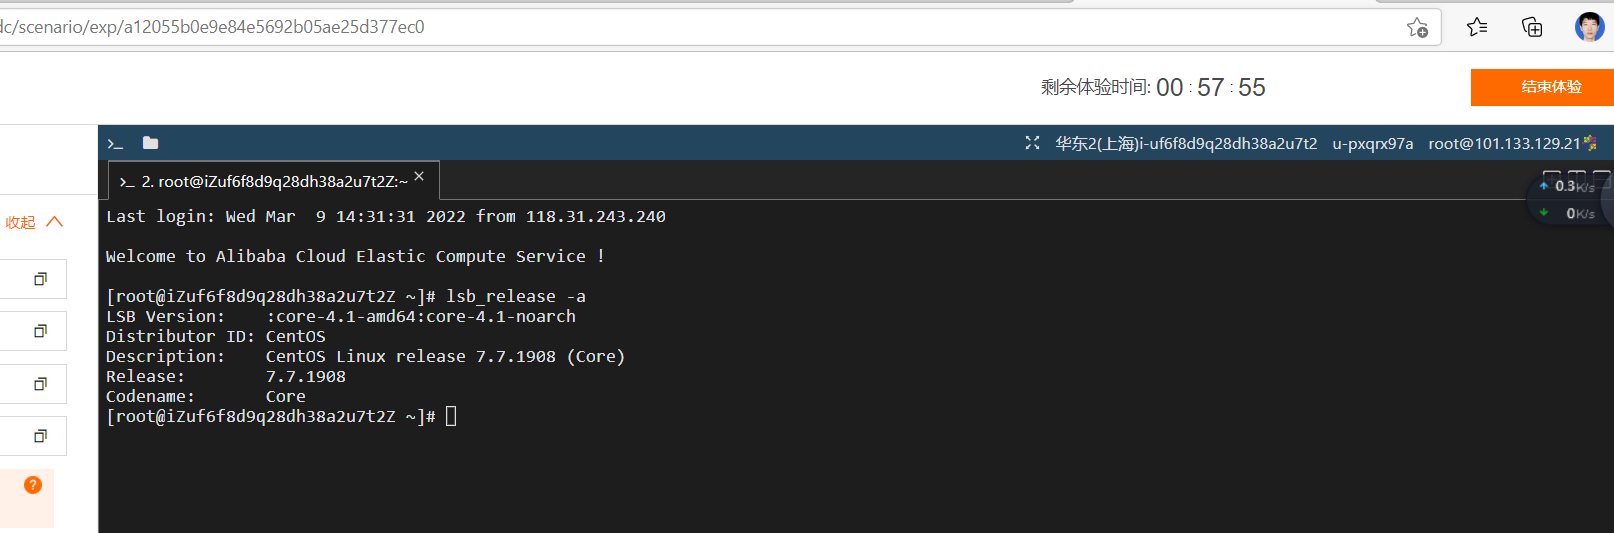 dc/scenario/exp/a12055b0e9e84e5692b05ae25d377ec0
剩余体验时间: 00 : 57 : 55
结束体验
华东2(上海)i-uf6f8d9q28dh38a2u7t2 u-pxqrx97a root@101.133.129.21
2. root@iZuf6f8d9q28dh38a2u7t2Z:~
0.3K/s
0K/s
收起
Last login: Wed Mar  9 14:31:31 2022 from 118.31.243.240
Welcome to Alibaba Cloud Elastic Compute Service !
[root@iZuf6f8d9q28dh38a2u7t2Z ~]# lsb_release -a
LSB Version:    :core-4.1-amd64:core-4.1-noarch
Distributor ID: CentOS
Description:    CentOS Linux release 7.7.1908 (Core)
Release:        7.7.1908
Codename:       Core
[root@iZuf6f8d9q28dh38a2u7t2Z ~]#
?